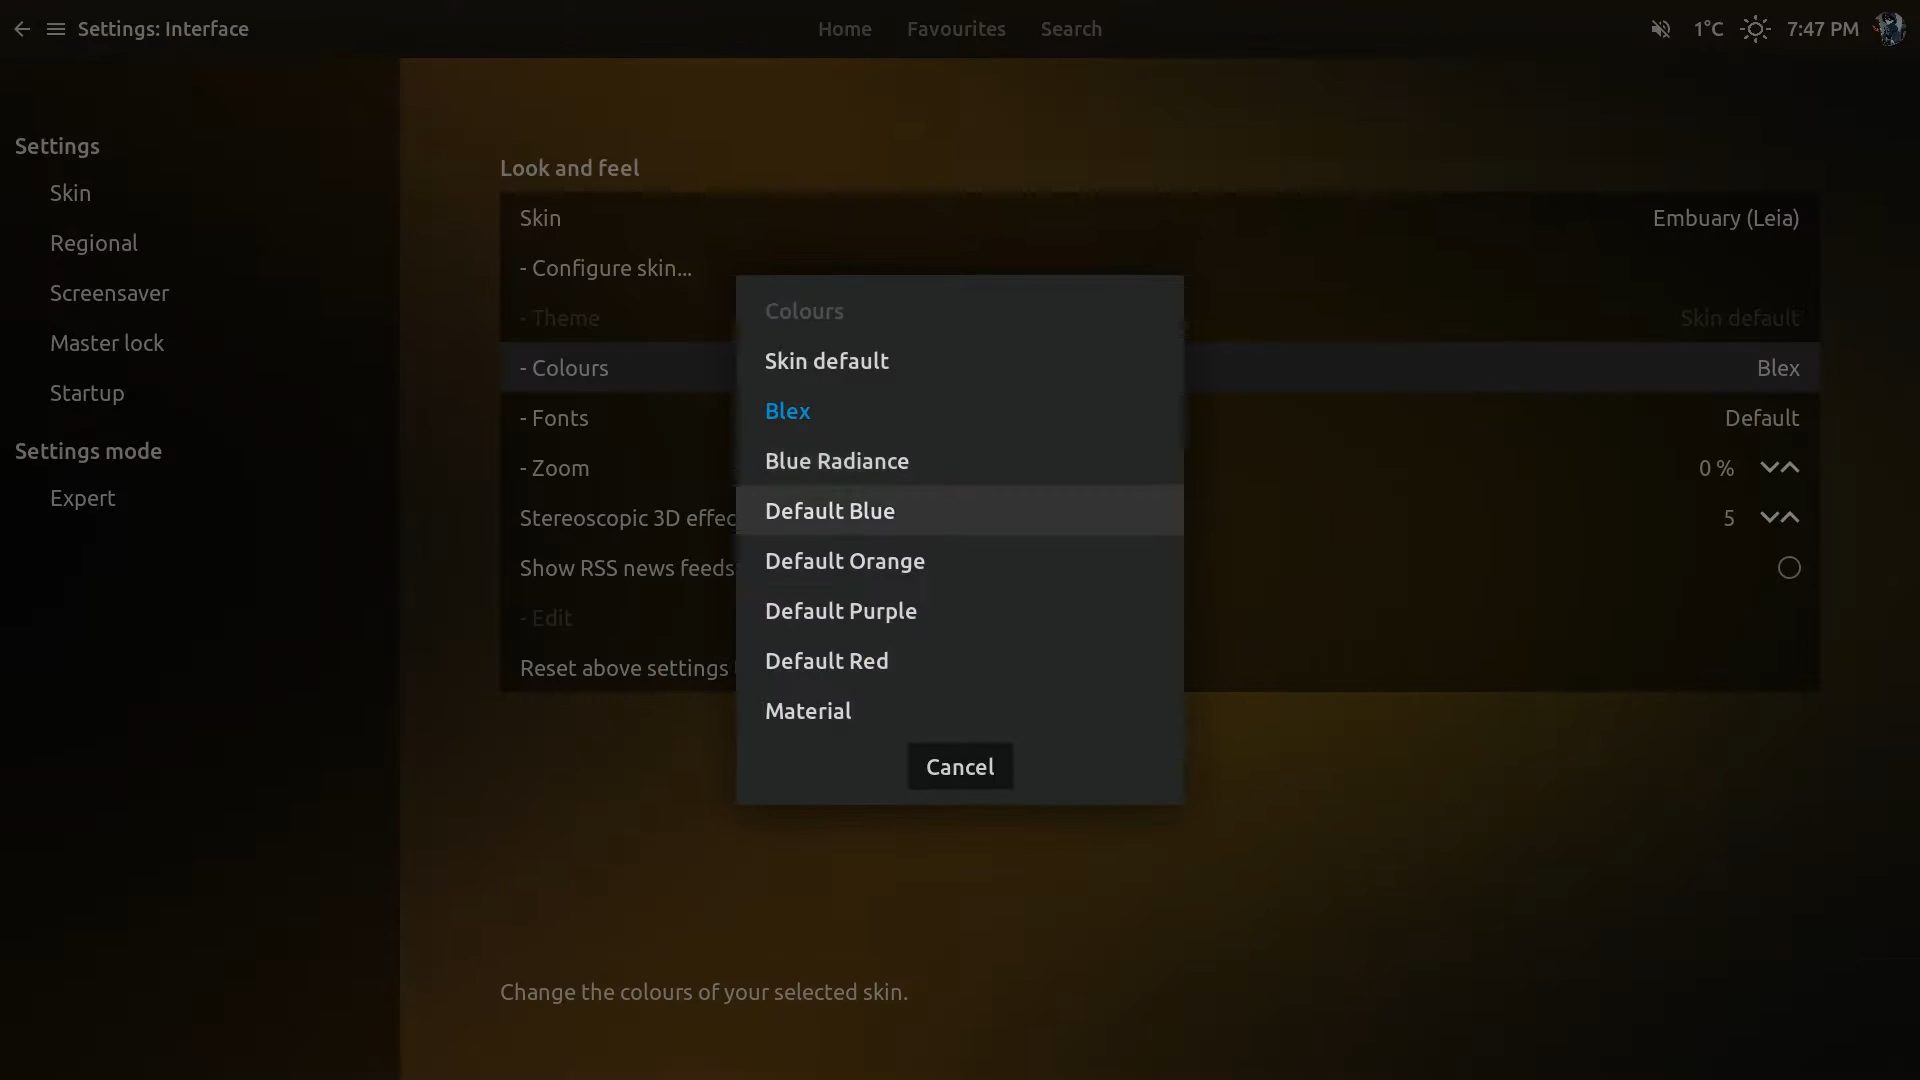 Settings: Interface
Home
Favourites
Search
1°C
7:47 PM
Settings
Skin
Regional
Screensaver
Master lock
Startup
Settings mode
Expert
Look and feel
Skin
Embuary (Leia)
- Configure skin...
- Theme
Skin default
- Colours
Blex
- Fonts
Default
- Zoom
0 %
Stereoscopic 3D effec
5
Show RSS news feeds
- Edit
Reset above settings
Colours
Skin default
Blex
Blue Radiance
Default Blue
Default Orange
Default Purple
Default Red
Material
Cancel
Change the colours of your selected skin.